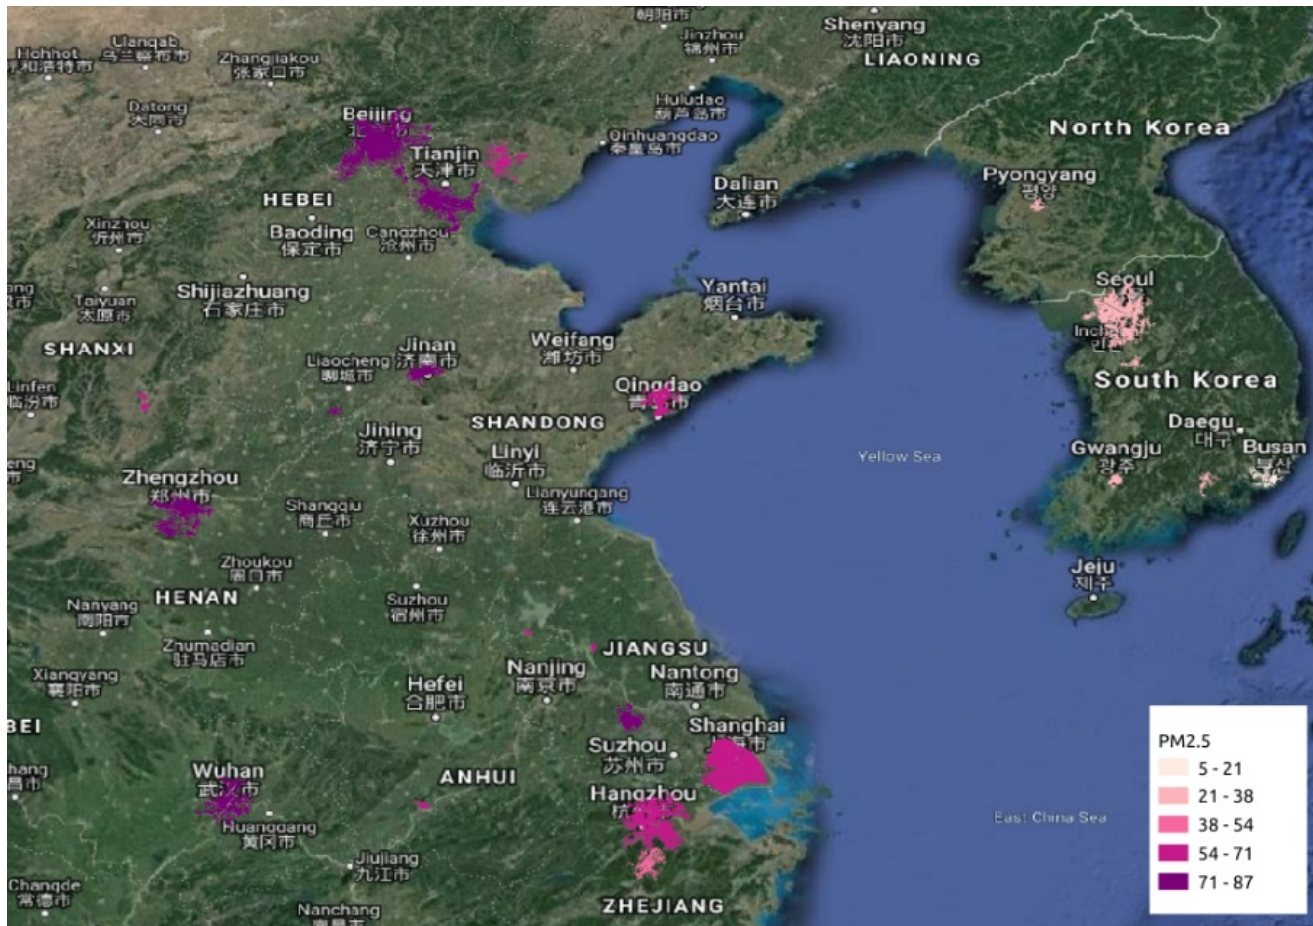 朝阳市
Shenyang
沈阳市
Ulanqab
乌兰察布市
Hohhot
呼和浩特市
Zhangjiakou
张家口市
Jinzhou
锦州市
LIAONING
Datong
大同市
Huludao
葫芦岛市
Beijing
Tianjin
天津市
Qinhuangdao
秦皇岛市
North Korea
Pyongyang
평양
Dalian
大连市
HEBEI
Baoding
保定市
Cangzhou
沧州市
Xinzhou
忻州市
Seoul
Shijiazhuang
石家庄市
Taiyuan
太原市
Yantai
烟台市
SHANXI
Jinan
济南市
Weifang
潍坊市
Liaocheng
聊城市
South Korea
Linfen
临汾市
Qingdao
SHANDONG
Jining
济宁市
Linyi
临沂市
Yellow Sea
Daegu
대구
Gwangju
광주
Busan
부산
Zhengzhou
郑州市
Lianyungang
连云港市
Shangqiu
商丘市
Xuzhou
徐州市
Zhoukou
周口市
Jeju
제주
HENAN
Nanyang
南阳市
Suzhou
宿州市
Zhumadian
驻马店市
JIANGSU
Xiangyang
襄阳市
Nanjing
南京市
Nantong
南通市
Hefei
合肥市
BEI
Shanghai
Suzhou
苏州市
Wuhan
武汉市
ANHUI
Hangzhou
Huanggang
黄冈市
East China Sea
Jiujiang
九江市
Changde
常德市
Nanchang
ZHEJIANG
PM2.5
5 - 21
21 - 38
38 - 54
54 - 71
71 - 87